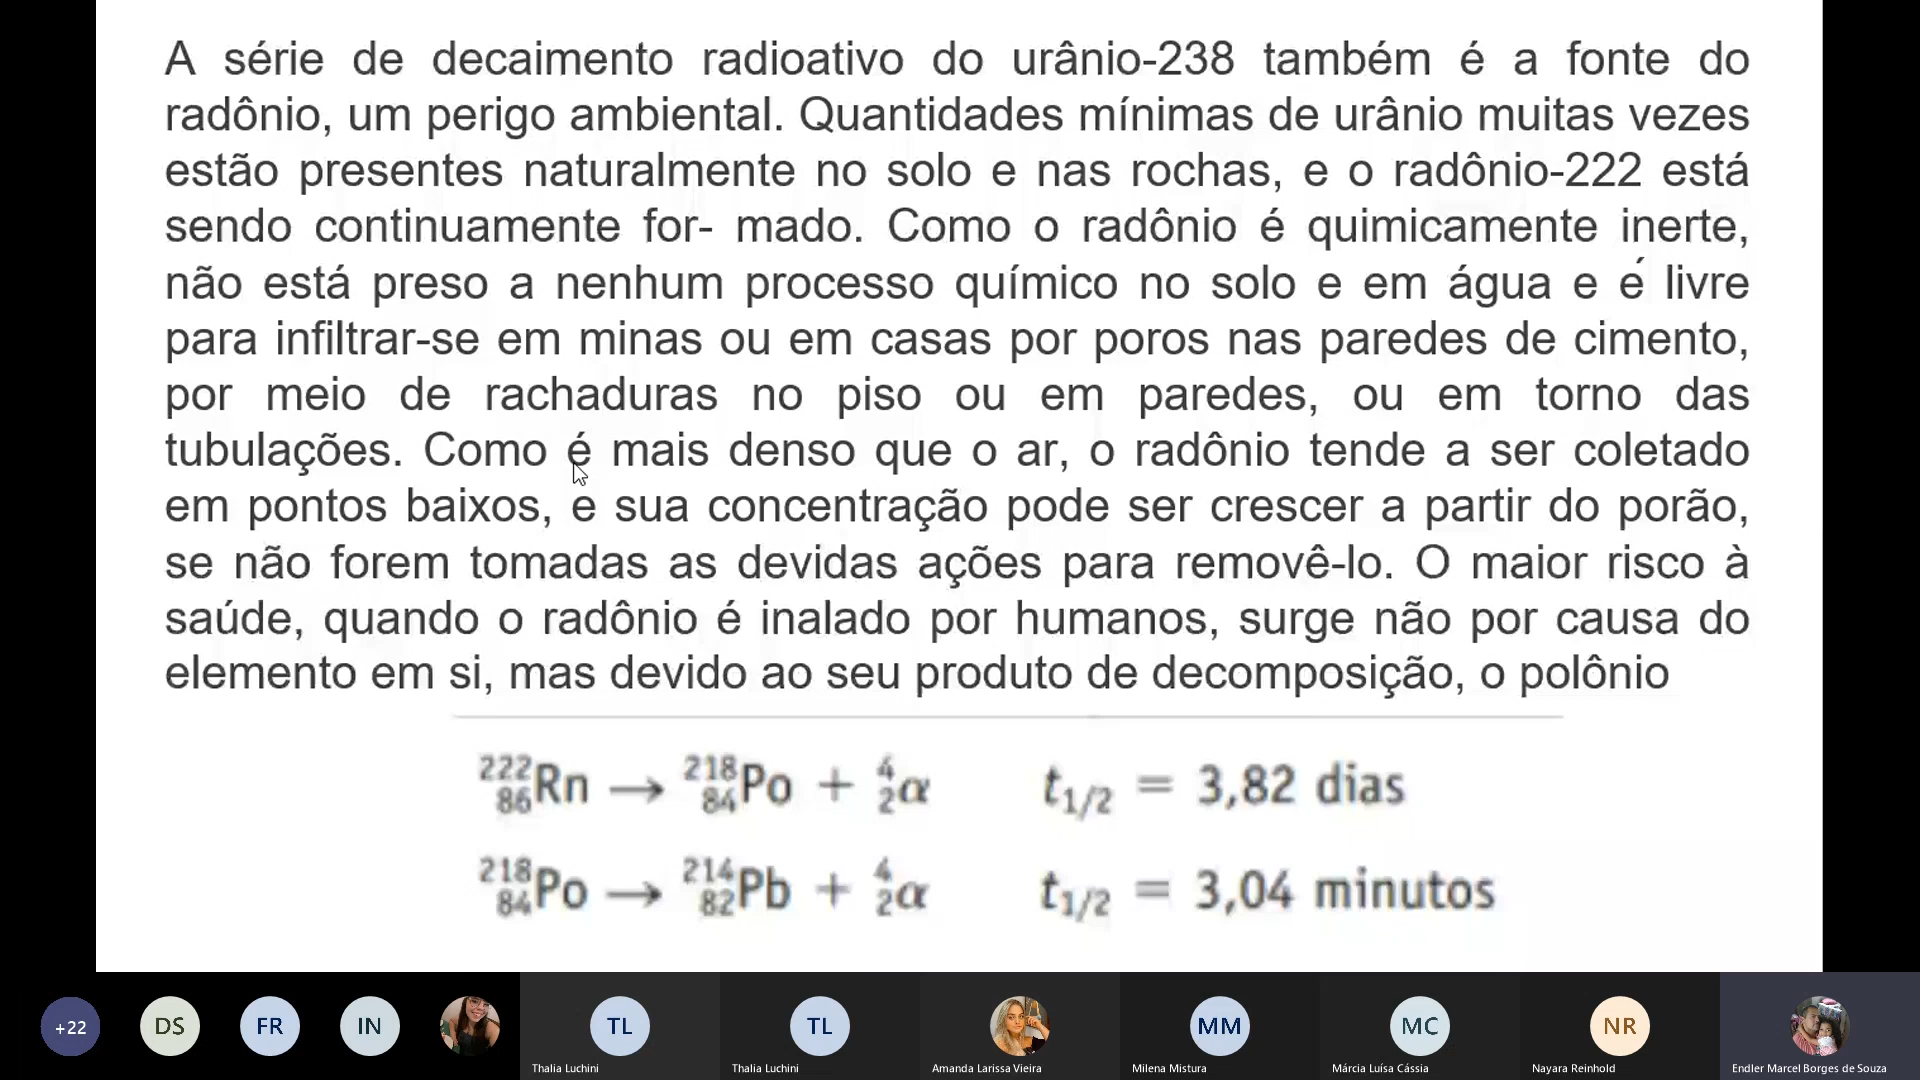 A série de decaimento radioativo do urânio-238 também é a fonte do
radônio, um perigo ambiental. Quantidades mínimas de urânio muitas vezes
estão presentes naturalmente no solo e nas rochas, e o radônio-222 está
sendo continuamente for- mado. Como o radônio é quimicamente inerte,
não está preso a nenhum processo químico no solo e em água e é livre
para infiltrar-se em minas ou em casas por poros nas paredes de cimento,
por meio de rachaduras no piso ou em paredes, ou em torno das
tubulações. Como é mais denso que o ar, o radônio tende a ser coletado
em pontos baixos, e sua concentração pode ser crescer a partir do porão,
se não forem tomadas as devidas ações para removê-lo. O maior risco à
saúde, quando o radônio é inalado por humanos, surge não por causa do
elemento em si, mas devido ao seu produto de decomposição, o polônio
²²²₈₆Rn → ²¹⁸₈₄Po + ⁴₂α t₁/₂ = 3,82 dias
²¹⁸₈₄Po → ²¹⁴₈₂Pb + ⁴₂α t₁/₂ = 3,04 minutos
+22 DS FR IN TL TL MM MC NR
Thalia Luchini Thalia Luchini Amanda Larissa Vieira Milena Mistura Márcia Luísa Cássia Nayara Reinhold Endler Marcel Borges de Souza